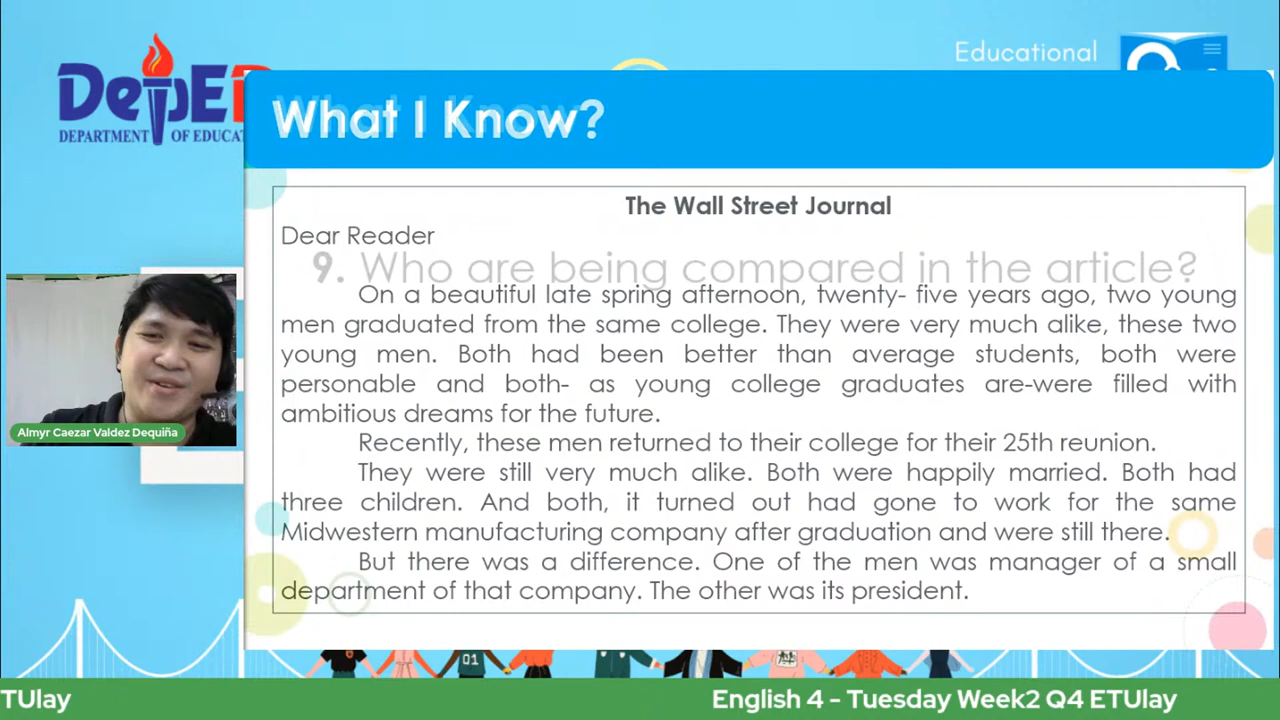 DepED
DEPARTMENT OF EDUCAT
Educational
What I Know?
The Wall Street Journal
Dear Reader
9. Who are being compared in the article?
On a beautiful late spring afternoon, twenty- five years ago, two young
men graduated from the same college. They were very much alike, these two
young men. Both had been better than average students, both were
personable and both- as young college graduates are-were filled with
ambitious dreams for the future.
Recently, these men returned to their college for their 25th reunion.
They were still very much alike. Both were happily married. Both had
three children. And both, it turned out had gone to work for the same
Midwestern manufacturing company after graduation and were still there.
But there was a difference. One of the men was manager of a small
department of that company. The other was its president.
Almyr Caezar Valdez Dequiña
01
TUlay
English 4 - Tuesday Week2 Q4 ETUlay